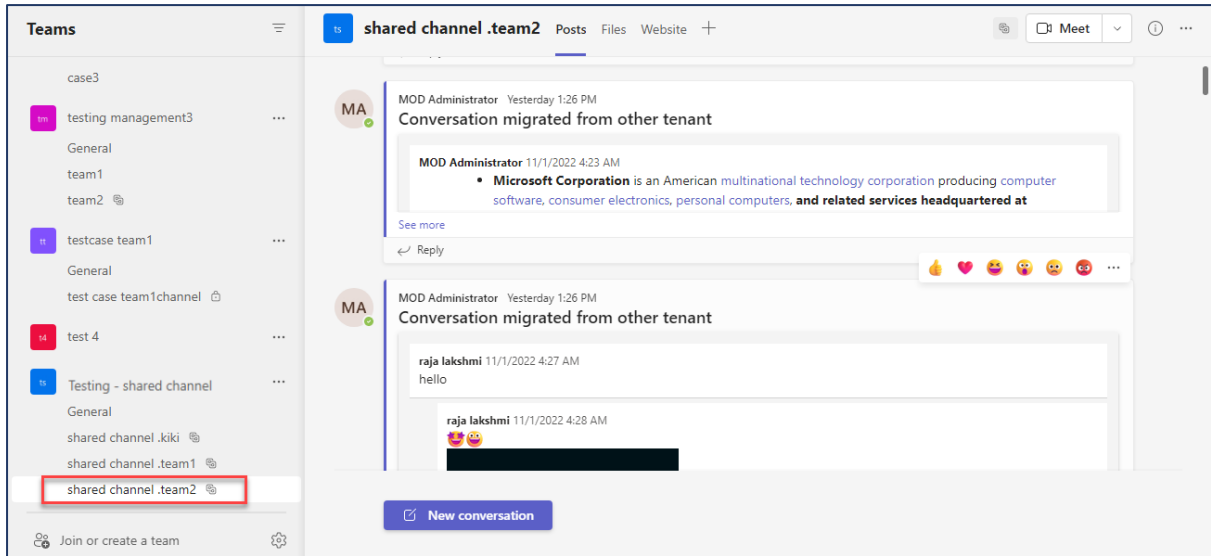 Teams
case3
tm testing management3
General
team1
team2
tt testcase team1
General
test case team1channel
t4 test 4
ts Testing - shared channel
General
shared channel .kiki
shared channel .team1
shared channel .team2
Join or create a team
ts shared channel .team2 Posts Files Website
Meet
MA
MOD Administrator Yesterday 1:26 PM
Conversation migrated from other tenant
MOD Administrator 11/1/2022 4:23 AM
• Microsoft Corporation is an American multinational technology corporation producing computer
software, consumer electronics, personal computers, and related services headquartered at
See more
Reply
MA
MOD Administrator Yesterday 1:26 PM
Conversation migrated from other tenant
raja lakshmi 11/1/2022 4:27 AM
hello
raja lakshmi 11/1/2022 4:28 AM
New conversation